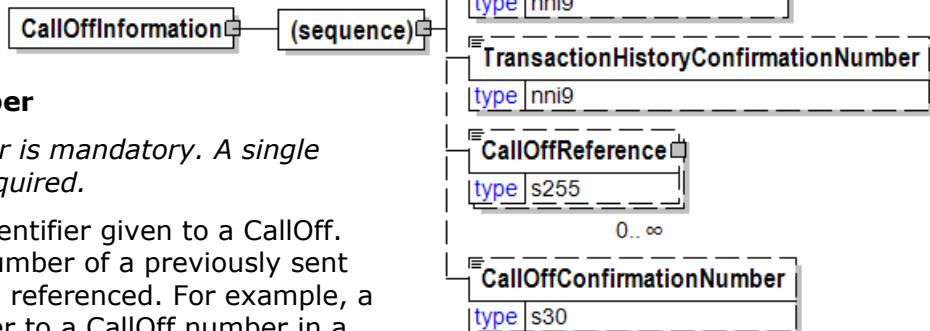 type nni9
CallOffInformation
(sequence)
TransactionHistoryConfirmationNumber
type nni9
CallOffReference
type s255
0.. ∞
CallOffConfirmationNumber
type s30
ber
r is mandatory. A single
quired.
entifier given to a CallOff.
umber of a previously sent
referenced. For example, a
er to a CallOff number in a